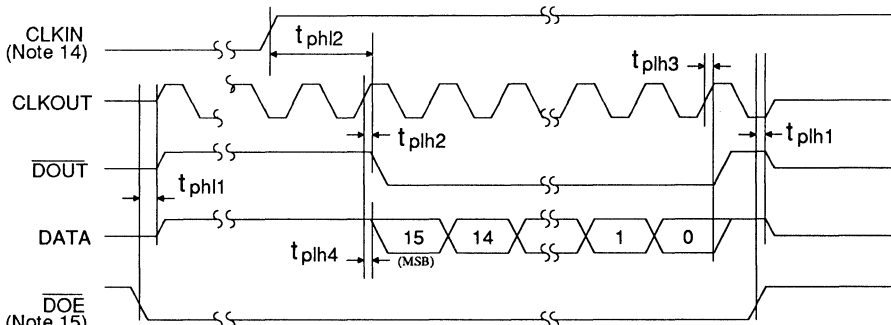 CLKIN
(Note 14)
t phl2
t plh3
CLKOUT
t plh2
t plh1
DOUT
t phl1
DATA
15 14 1 0
(MSB)
t plh4
DOE
(Note 15)